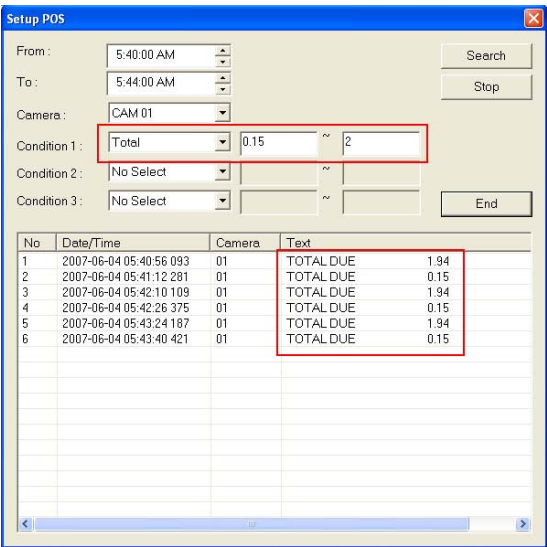 Setup POS
From : 5:40:00 AM Search
To : 5:44:00 AM Stop
Camera : CAM 01
Condition 1 : Total 0.15 ~ 2
Condition 2 : No Select ~
Condition 3 : No Select ~ End
No Date/Time Camera Text
1 2007-06-04 05:40:56 093 01 TOTAL DUE 1.94
2 2007-06-04 05:41:12 281 01 TOTAL DUE 0.15
3 2007-06-04 05:42:10 109 01 TOTAL DUE 1.94
4 2007-06-04 05:42:26 375 01 TOTAL DUE 0.15
5 2007-06-04 05:43:24 187 01 TOTAL DUE 1.94
6 2007-06-04 05:43:40 421 01 TOTAL DUE 0.15